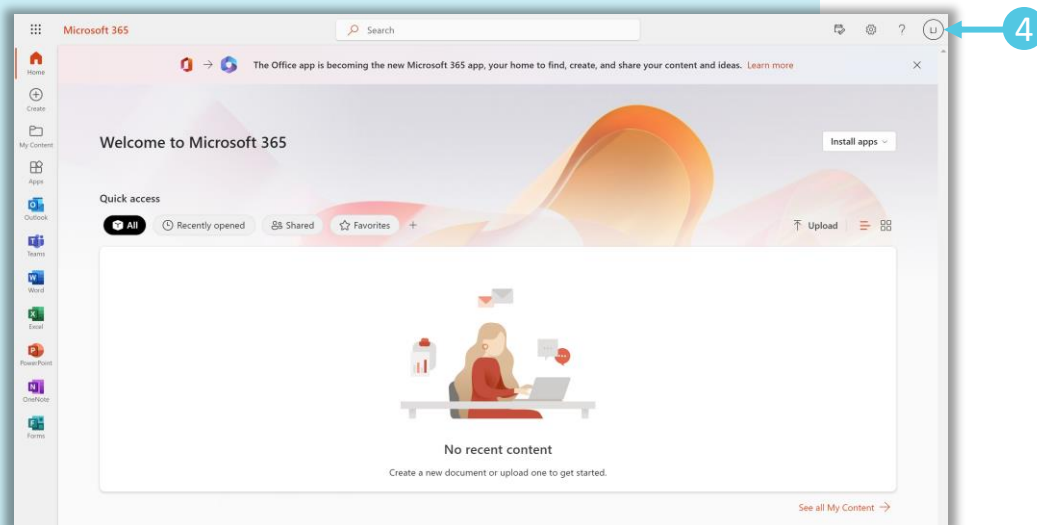 Microsoft 365
Search
?
LJ
4
Home
The Office app is becoming the new Microsoft 365 app, your home to find, create, and share your content and ideas. Learn more
Create
My Content
Welcome to Microsoft 365
Install apps
Apps
Quick access
Outlook
All
Recently opened
Shared
Favorites
+
Upload
Teams
Word
Excel
PowerPoint
OneNote
Forms
No recent content
Create a new document or upload one to get started.
See all My Content